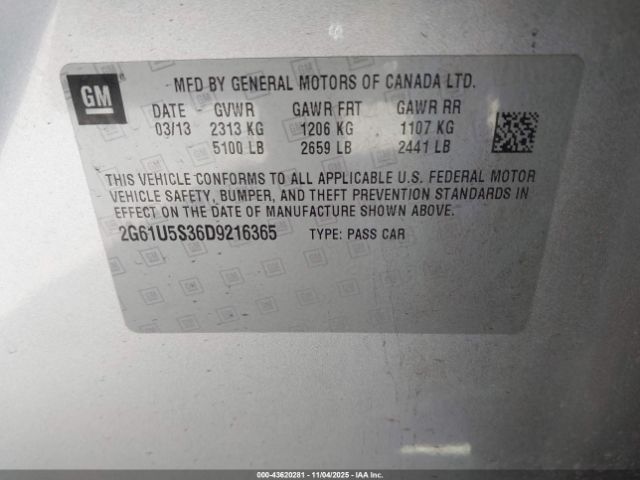 GM
MFD BY GENERAL MOTORS OF CANADA LTD.
DATE GVWR GAWR FRT GAWR RR
03/13 2313 KG 1206 KG 1107 KG
5100 LB 2659 LB 2441 LB
THIS VEHICLE CONFORMS TO ALL APPLICABLE U.S. FEDERAL MOTOR
VEHICLE SAFETY, BUMPER, AND THEFT PREVENTION STANDARDS IN
EFFECT ON THE DATE OF MANUFACTURE SHOWN ABOVE.
2G61U5S36D9216365 TYPE: PASS CAR
000-43620281 - 11/04/2025 - IAA Inc.